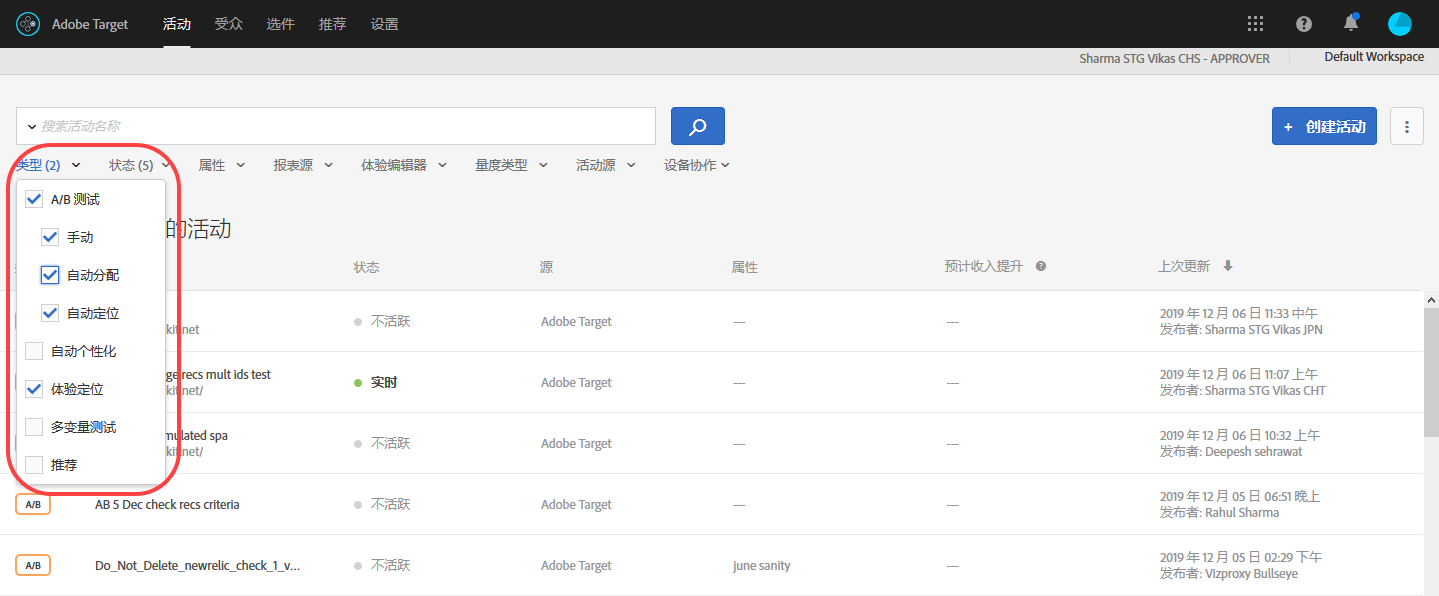 Adobe Target 活动 受众 选件 推荐 设置
Sharma STG Vikas CHS - APPROVER Default Workspace
搜索活动名称
+ 创建活动
类型 (2) 状态 (5) 属性 报表源 体验编辑器 量度类型 活动源 设备协作
A/B 测试
手动
自动分配
自动定位
自动个性化
体验定位
多变量测试
推荐
的活动
状态 源 属性 预计收入提升 上次更新
kit.net 不活跃 Adobe Target --- --- 2019 年 12 月 06 日 11:33 中午
发布者: Sharma STG Vikas JPN
ge recs mult ids test
kit.net/ 实时 Adobe Target --- --- 2019 年 12 月 06 日 11:07 上午
发布者: Sharma STG Vikas CHT
mulated spa
kit.net/ 不活跃 Adobe Target --- --- 2019 年 12 月 06 日 10:32 上午
发布者: Deepesh sehrawat
A/B AB 5 Dec check recs criteria 不活跃 Adobe Target --- --- 2019 年 12 月 05 日 06:51 晚上
发布者: Rahul Sharma
A/B Do_Not_Delete_newrelic_check_1_v... 不活跃 Adobe Target june sanity --- 2019 年 12 月 05 日 02:29 下午
发布者: Vizproxy Bullseye